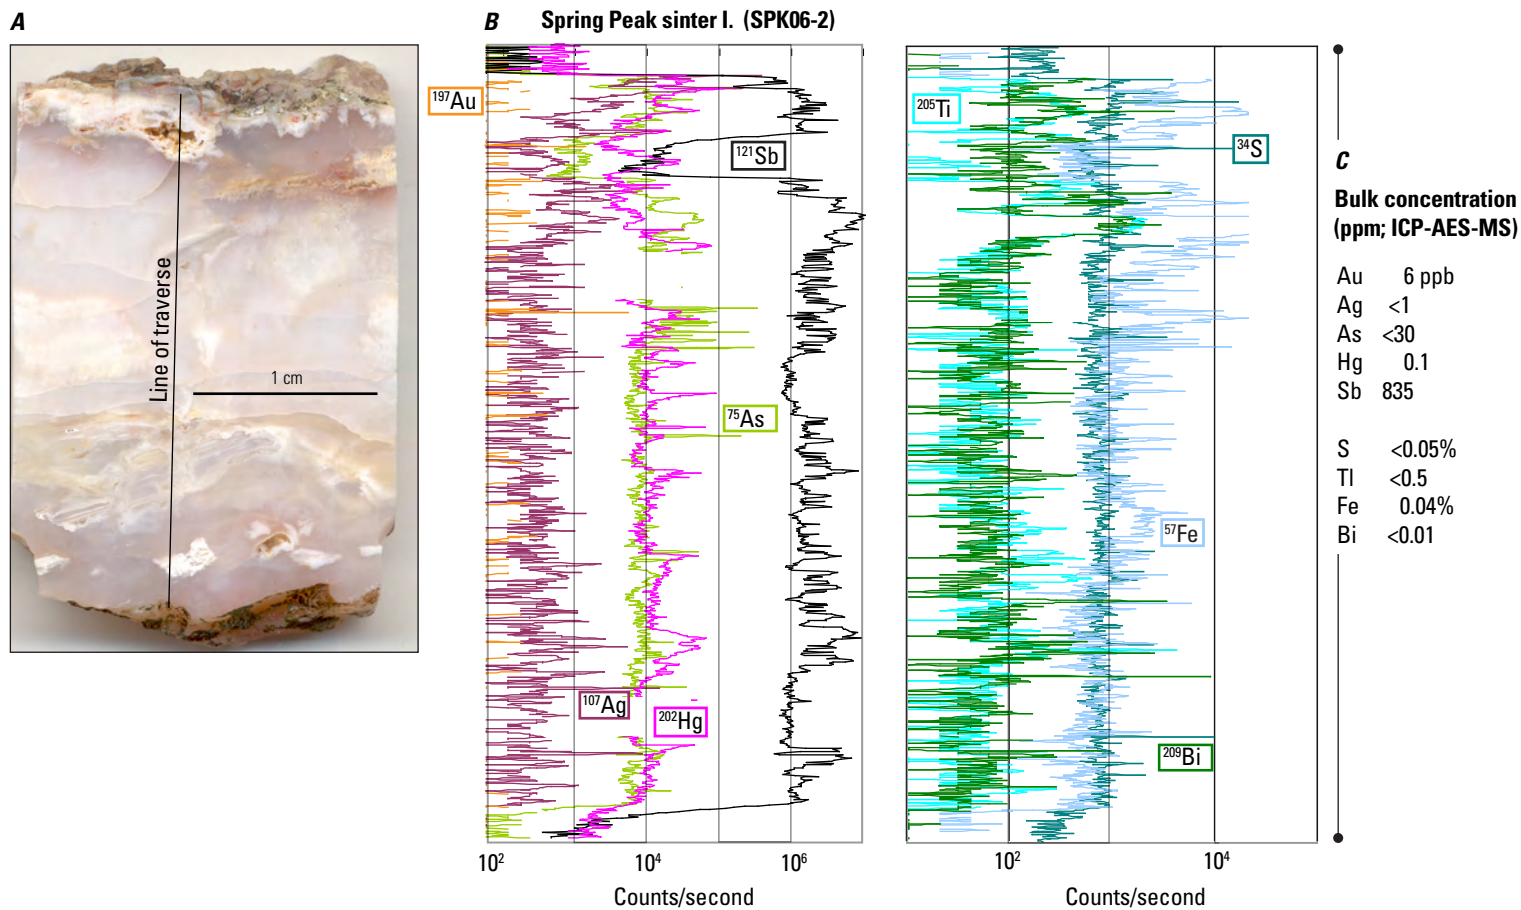 A
B
Spring Peak sinter I. (SPK06-2)
Line of traverse
1 cm
¹⁹⁷Au
¹²¹Sb
⁷⁵As
¹⁰⁷Ag
²⁰²Hg
10²
10⁴
10⁶
Counts/second
²⁰⁵Ti
³⁴S
⁵⁷Fe
²⁰⁹Bi
10²
10⁴
Counts/second
C
Bulk concentration
(ppm; ICP-AES-MS)
Au 6 ppb
Ag <1
As <30
Hg 0.1
Sb 835
S <0.05%
Tl <0.5
Fe 0.04%
Bi <0.01